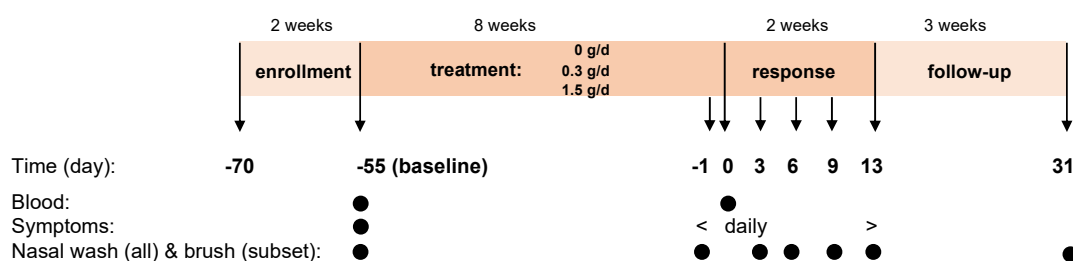 2 weeks 8 weeks 2 weeks 3 weeks
enrollment treatment: 0 g/d 0.3 g/d 1.5 g/d response follow-up
Time (day): -70 -55 (baseline) -1 0 3 6 9 13 31
Blood:
Symptoms: < daily >
Nasal wash (all) & brush (subset):